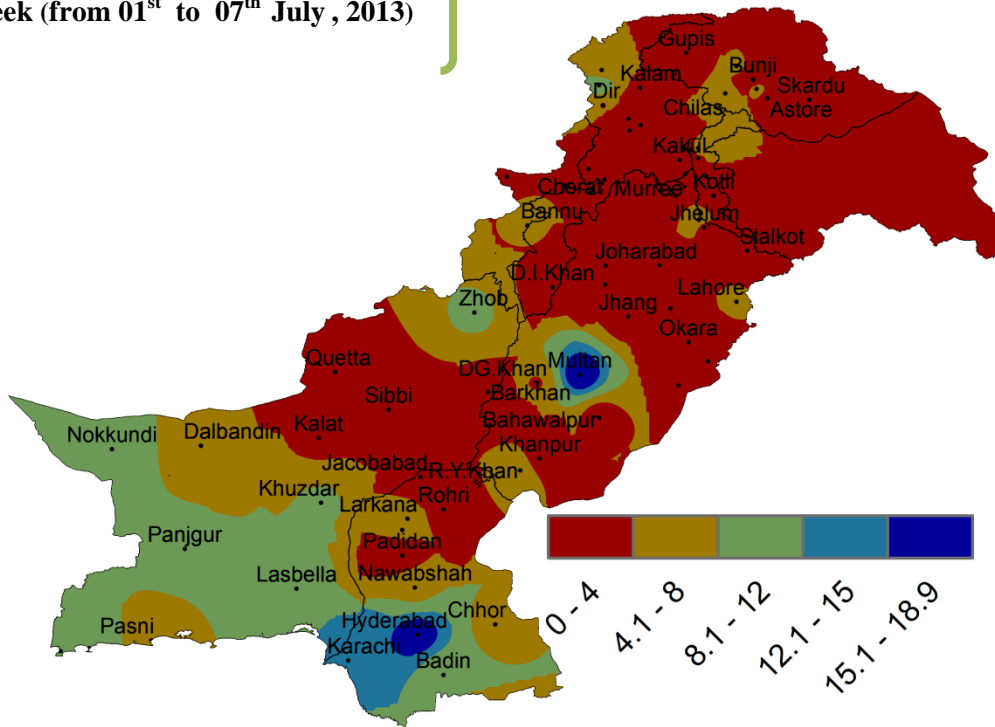 eek (from 01st to 07th July , 2013)
Gupis
Bunji
Kalam
Skardu
Dir
Chilas
Astore
Kakul
Cherat
Murree
Kotli
Bannu
Jhelum
Sialkot
Joharabad
D.I.Khan
Zhob
Lahore
Jhang
Okara
Quetta
DG.Khan
Multan
Sibbi
Barkhan
Bahawalpur
Nokkundi
Dalbandin
Kalat
Khanpur
Jacobabad
R.Y.Khan
Khuzdar
Rohri
Larkana
Panjgur
Padidan
Lasbella
Nawabshah
Pasni
Hyderabad
Chhor
Karachi
Badin
0 - 4
4.1 - 8
8.1 - 12
12.1 - 15
15.1 - 18.9